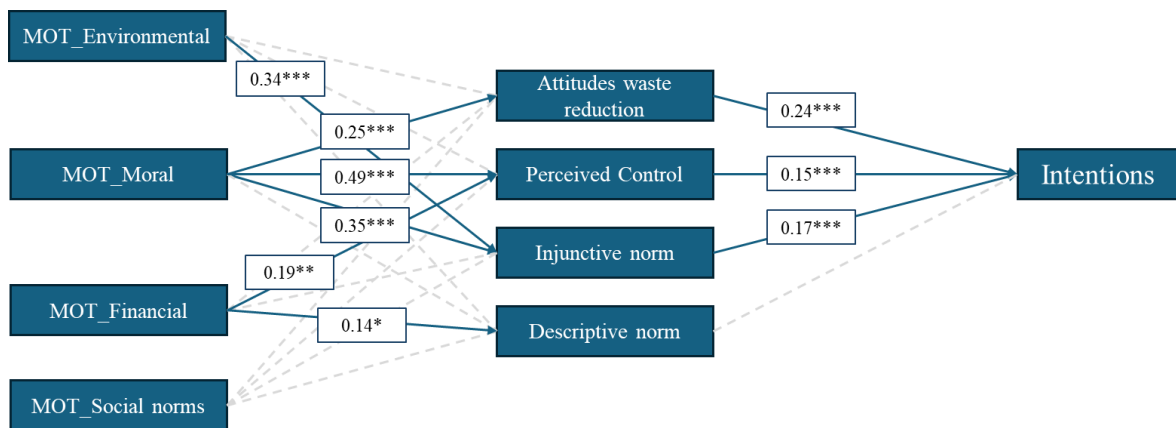 MOT_Environmental
0.34***
Attitudes waste
reduction
0.24***
0.25***
MOT_Moral
0.49***
Perceived Control
0.15***
Intentions
0.35***
Injunctive norm
0.17***
0.19**
MOT_Financial
0.14*
Descriptive norm
MOT_Social norms